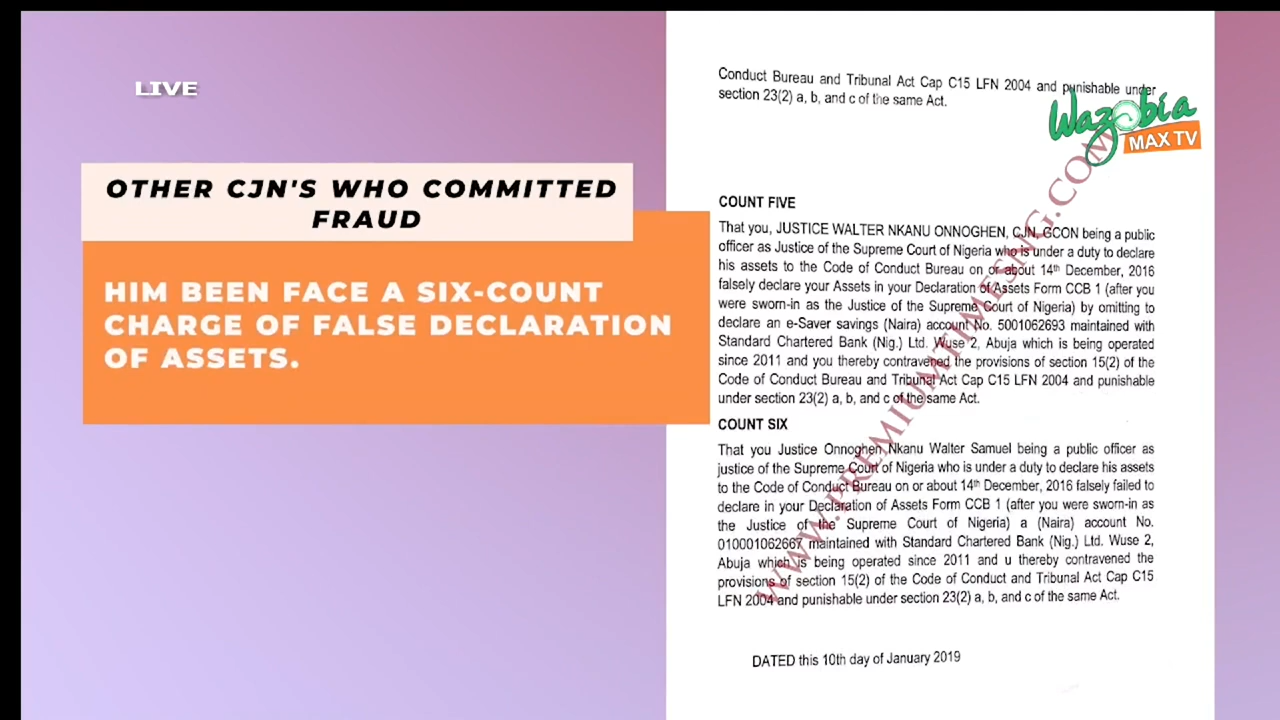 LIVE
OTHER CJN'S WHO COMMITTED
FRAUD
HIM BEEN FACE A SIX-COUNT
CHARGE OF FALSE DECLARATION
OF ASSETS.
Wazobia
MAX TV
Conduct Bureau and Tribunal Act Cap C15 LFN 2004 and punishable under
section 23(2) a, b, and c of the same Act.
COUNT FIVE
That you, JUSTICE WALTER NKANU ONNOGHEN, CJN, GCON being a public
officer as Justice of the Supreme Court of Nigeria who is under a duty to declare
his assets to the Code of Conduct Bureau on or about 14th December, 2016
falsely declare your Assets in your Declaration of Assets Form CCB 1 (after you
were sworn-in as the Justice of the Supreme Court of Nigeria) by omitting to
declare an e-Saver savings (Naira) account No. 5001062693 maintained with
Standard Chartered Bank (Nig.) Ltd. Wuse 2, Abuja which is being operated
since 2011 and you thereby contravened the provisions of section 15(2) of the
Code of Conduct Bureau and Tribunal Act Cap C15 LFN 2004 and punishable
under section 23(2) a, b, and c of the same Act.
COUNT SIX
That you Justice Onnoghen Nkanu Walter Samuel being a public officer as
justice of the Supreme Court of Nigeria who is under a duty to declare his assets
to the Code of Conduct Bureau on or about 14th December, 2016 falsely failed to
declare in your Declaration of Assets Form CCB 1 (after you were sworn-in as
the Justice of the Supreme Court of Nigeria) a (Naira) account No.
010001062667 maintained with Standard Chartered Bank (Nig.) Ltd. Wuse 2,
Abuja which is being operated since 2011 and u thereby contravened the
provisions of section 15(2) of the Code of Conduct and Tribunal Act Cap C15
LFN 2004 and punishable under section 23(2) a, b, and c of the same Act.
DATED this 10th day of January 2019
WWW.PREMIUMTIMESNG.COM